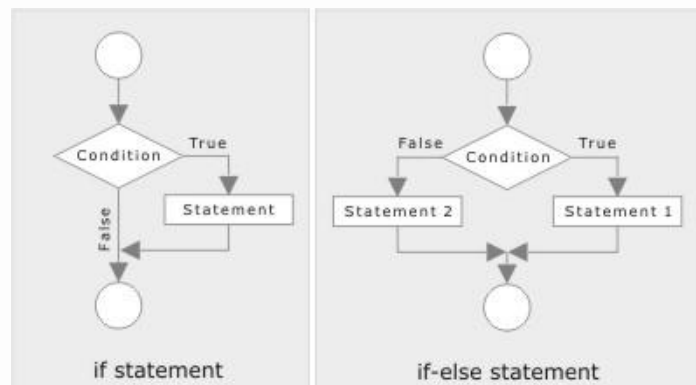 True
Condition
Statement
False
if statement
False
True
Condition
Statement 2
Statement 1
if-else statement